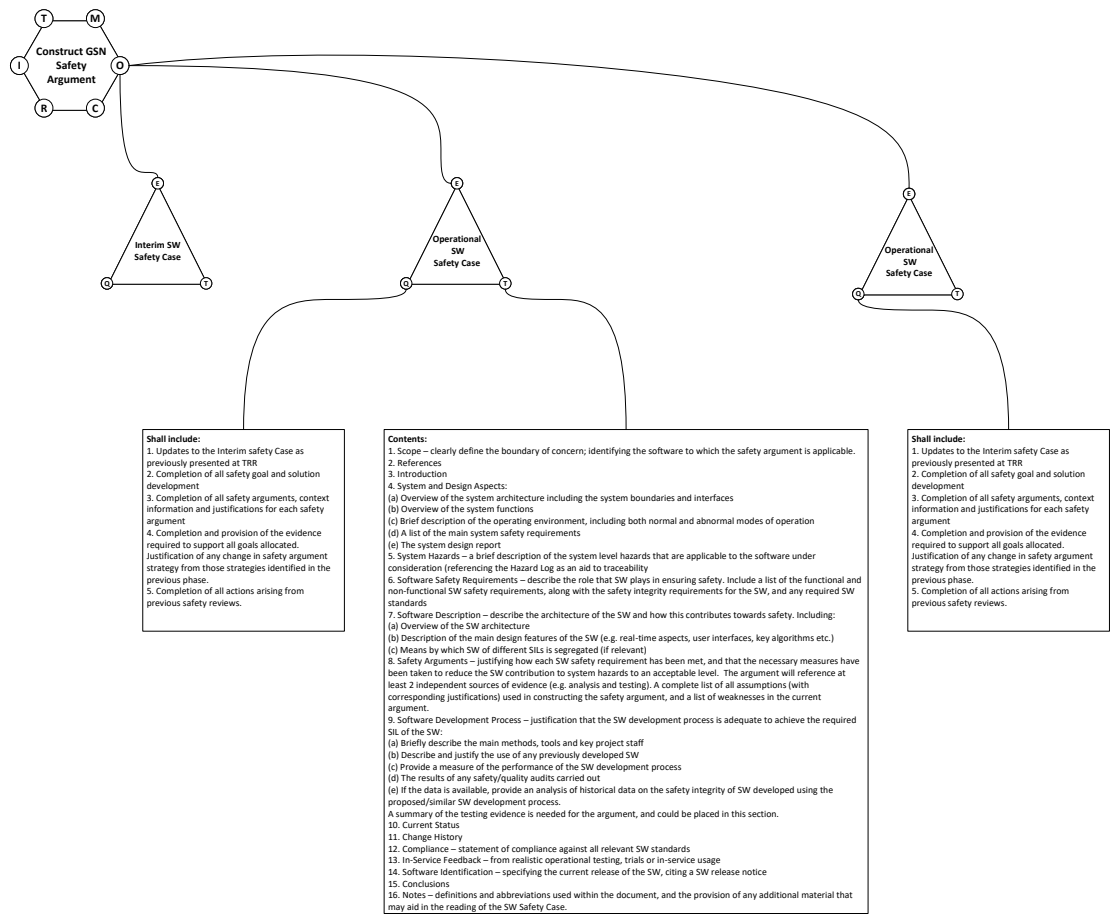 T
M
Construct GSN
Safety
Argument
I
O
R
C
E
Interim SW
Safety Case
Q
T
E
Operational
SW
Safety Case
Q
T
E
Operational
SW
Safety Case
Q
T
Shall include:
1. Updates to the Interim safety Case as
previously presented at TRR
2. Completion of all safety goal and solution
development
3. Completion of all safety arguments, context
information and justifications for each safety
argument
4. Completion and provision of the evidence
required to support all goals allocated.
Justification of any change in safety argument
strategy from those strategies identified in the
previous phase.
5. Completion of all actions arising from
previous safety reviews.
Contents:
1. Scope – clearly define the boundary of concern; identifying the software to which the safety argument is applicable.
2. References
3. Introduction
4. System and Design Aspects:
(a) Overview of the system architecture including the system boundaries and interfaces
(b) Overview of the system functions
(c) Brief description of the operating environment, including both normal and abnormal modes of operation
(d) A list of the main system safety requirements
(e) The system design report
5. System Hazards – a brief description of the system level hazards that are applicable to the software under
consideration (referencing the Hazard Log as an aid to traceability
6. Software Safety Requirements – describe the role that SW plays in ensuring safety. Include a list of the functional and
non-functional SW safety requirements, along with the safety integrity requirements for the SW, and any required SW
standards
7. Software Description – describe the architecture of the SW and how this contributes towards safety. Including:
(a) Overview of the SW architecture
(b) Description of the main design features of the SW (e.g. real-time aspects, user interfaces, key algorithms etc.)
(c) Means by which SW of different SILs is segregated (if relevant)
8. Safety Arguments – justifying how each SW safety requirement has been met, and that the necessary measures have
been taken to reduce the SW contribution to system hazards to an acceptable level. The argument will reference at
least 2 independent sources of evidence (e.g. analysis and testing). A complete list of all assumptions (with
corresponding justifications) used in constructing the safety argument, and a list of weaknesses in the current
argument.
9. Software Development Process – justification that the SW development process is adequate to achieve the required
SIL of the SW:
(a) Briefly describe the main methods, tools and key project staff
(b) Describe and justify the use of any previously developed SW
(c) Provide a measure of the performance of the SW development process
(d) The results of any safety/quality audits carried out
(e) If the data is available, provide an analysis of historical data on the safety integrity of SW developed using the
proposed/similar SW development process.
A summary of the testing evidence is needed for the argument, and could be placed in this section.
10. Current Status
11. Change History
12. Compliance – statement of compliance against all relevant SW standards
13. In-Service Feedback – from realistic operational testing, trials or in-service usage
14. Software Identification – specifying the current release of the SW, citing a SW release notice
15. Conclusions
16. Notes – definitions and abbreviations used within the document, and the provision of any additional material that
may aid in the reading of the SW Safety Case.
Shall include:
1. Updates to the Interim safety Case as
previously presented at TRR
2. Completion of all safety goal and solution
development
3. Completion of all safety arguments, context
information and justifications for each safety
argument
4. Completion and provision of the evidence
required to support all goals allocated.
Justification of any change in safety argument
strategy from those strategies identified in the
previous phase.
5. Completion of all actions arising from
previous safety reviews.